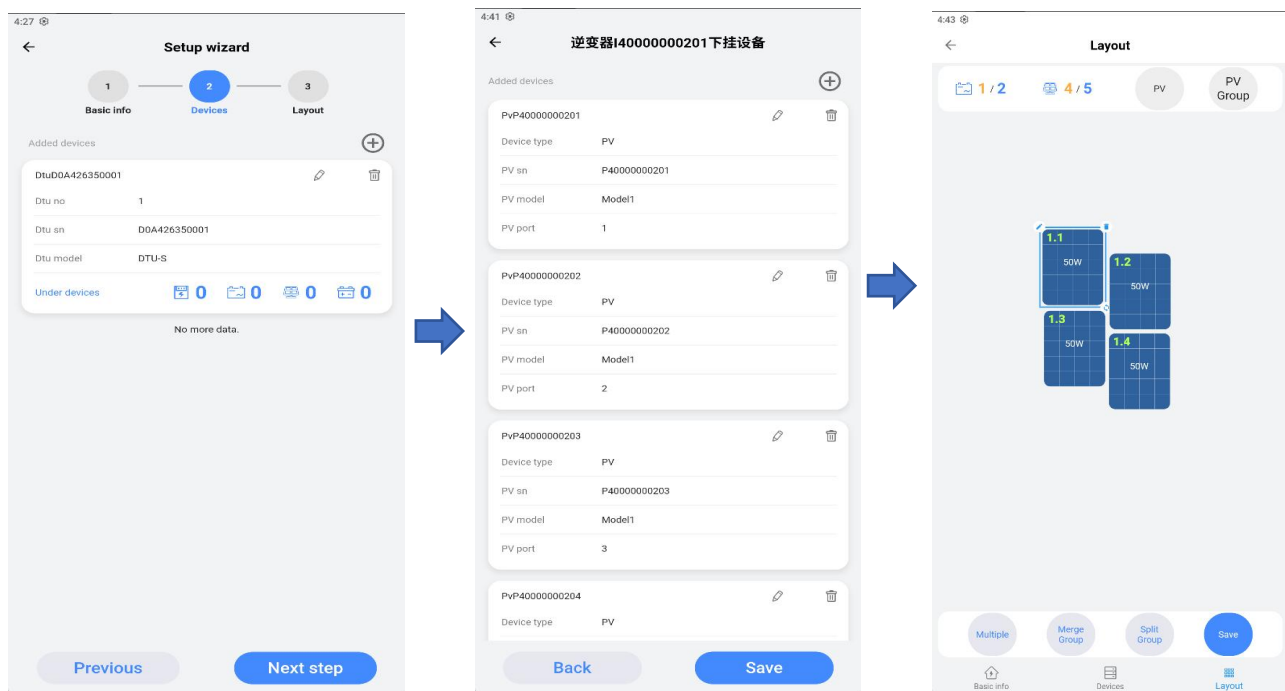 4:27
Setup wizard
1
2
3
Basic info
Devices
Layout
Added devices
DtuD0A426350001
Dtu no 1
Dtu sn D0A426350001
Dtu model DTU-S
Under devices 0 0 0 0
No more data.
Previous
Next step
4:41
逆变器I40000000201下挂设备
Added devices
PvP40000000201
Device type PV
PV sn P40000000201
PV model Model1
PV port 1
PvP40000000202
Device type PV
PV sn P40000000202
PV model Model1
PV port 2
PvP40000000203
Device type PV
PV sn P40000000203
PV model Model1
PV port 3
PvP40000000204
Device type PV
Back
Save
4:43
Layout
1 / 2
4 / 5
PV
PV
Group
1.1
50W
1.2
50W
1.3
50W
1.4
50W
Multiple
Merge
Group
Split
Group
Save
Basic info
Devices
Layout